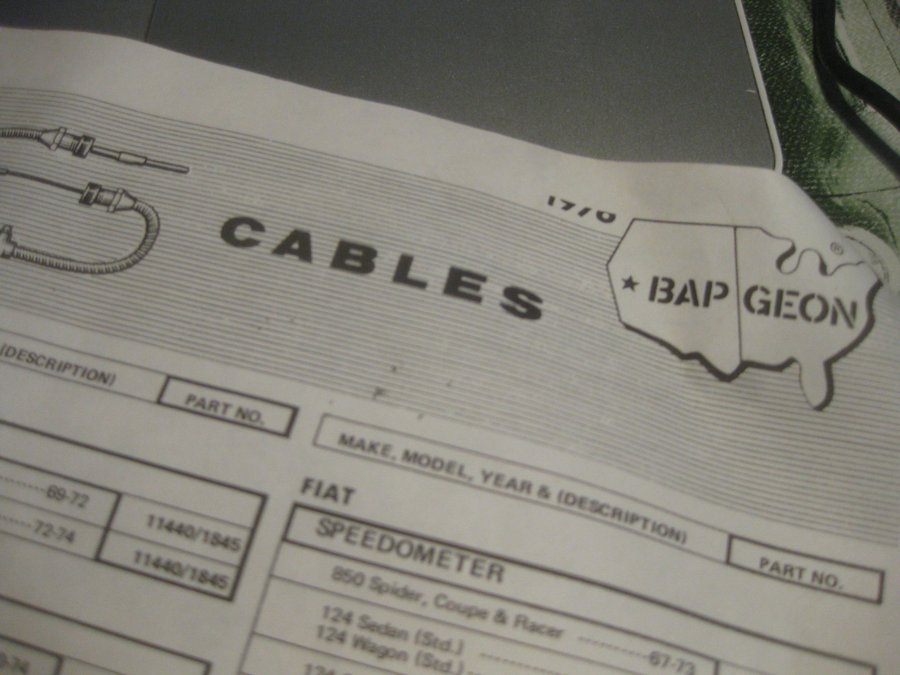 CABLES
BAP GEON
®
(DESCRIPTION)
PART NO.
69-72
11440/1845
72-74
11440/1845
MAKE, MODEL, YEAR & (DESCRIPTION)
PART NO.
FIAT
SPEEDOMETER
850 Spider, Coupe & Racer
67-73
124 Sedan (Std.)
124 Wagon (Std.)